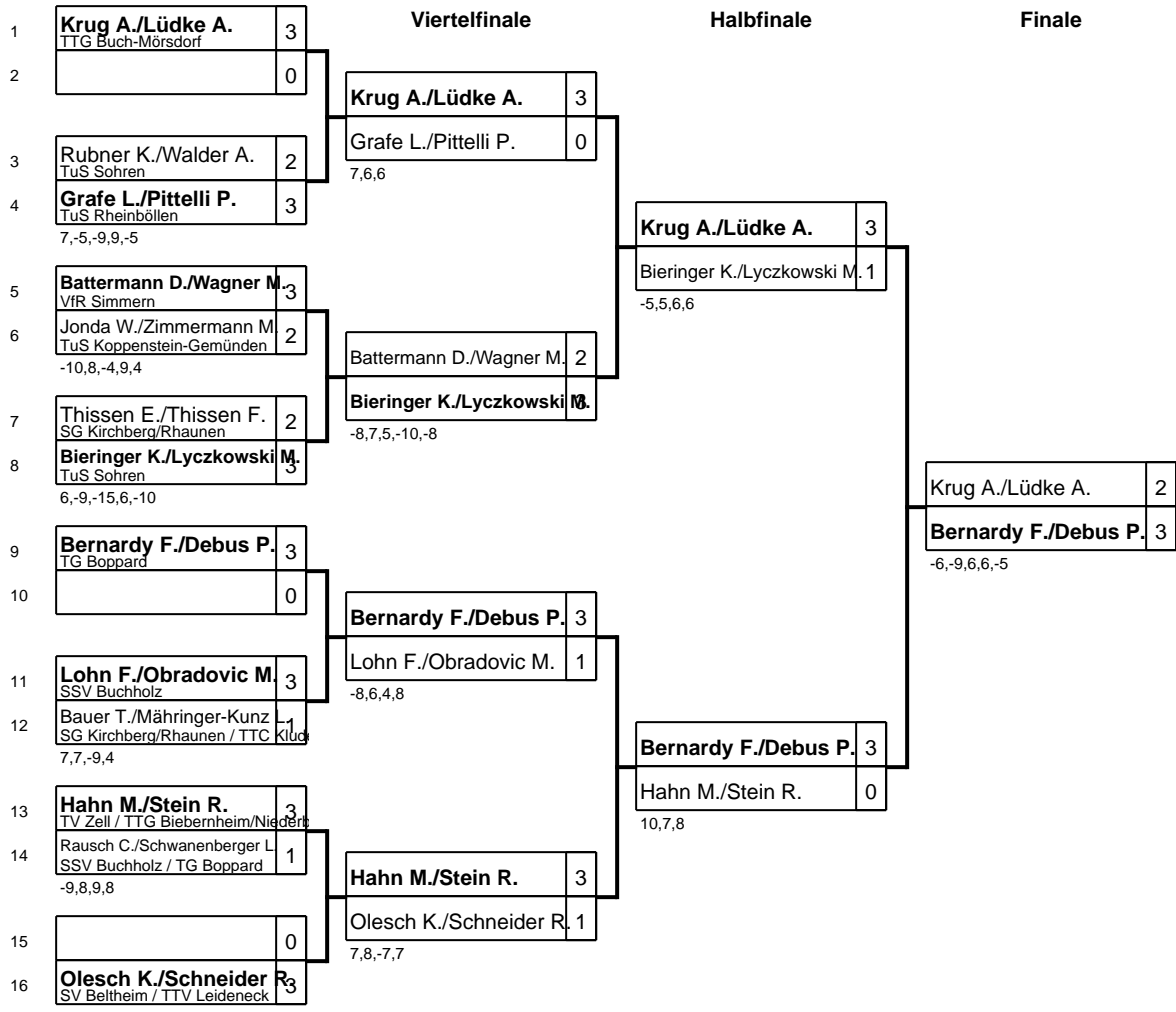 Viertelfinale
Halbfinale
Finale
1
Krug A./Lüdke A. 3
TTG Buch-Mörsdorf
2
0
3
Rubner K./Walder A. 2
TuS Sohren
4
Grafe L./Pittelli P. 3
TuS Rheinböllen
7,-5,-9,9,-5
5
Battermann D./Wagner M. 3
VfR Simmern
6
Jonda W./Zimmermann M. 2
TuS Koppenstein-Gemünden
-10,8,-4,9,4
7
Thissen E./Thissen F. 2
SG Kirchberg/Rhaunen
8
Bieringer K./Lyczkowski M. 3
TuS Sohren
6,-9,-15,6,-10
9
Bernardy F./Debus P. 3
TG Boppard
10
0
11
Lohn F./Obradovic M. 3
SSV Buchholz
12
Bauer T./Mähringer-Kunz L. 1
SG Kirchberg/Rhaunen / TTC
7,7,-9,4
13
Hahn M./Stein R. 3
TV Zell / TTG
14
Rausch C./Schwanenberger L. 1
SSV Buchholz / TG Boppard
-9,8,9,8
15
0
16
Olesch K./Schneider R. 3
SV Beltheim / TTV Leideneck
Krug A./Lüdke A. 3
Grafe L./Pittelli P. 0
7,6,6
Battermann D./Wagner M. 2
Bieringer K./Lyczkowski M. 3
-8,7,5,-10,-8
Bernardy F./Debus P. 3
Lohn F./Obradovic M. 1
-8,6,4,8
Hahn M./Stein R. 3
Olesch K./Schneider R. 1
7,8,-7,7
Krug A./Lüdke A. 3
Bieringer K./Lyczkowski M. 1
-5,5,6,6
Bernardy F./Debus P. 3
Hahn M./Stein R. 0
10,7,8
Krug A./Lüdke A. 2
Bernardy F./Debus P. 3
-6,-9,6,6,-5